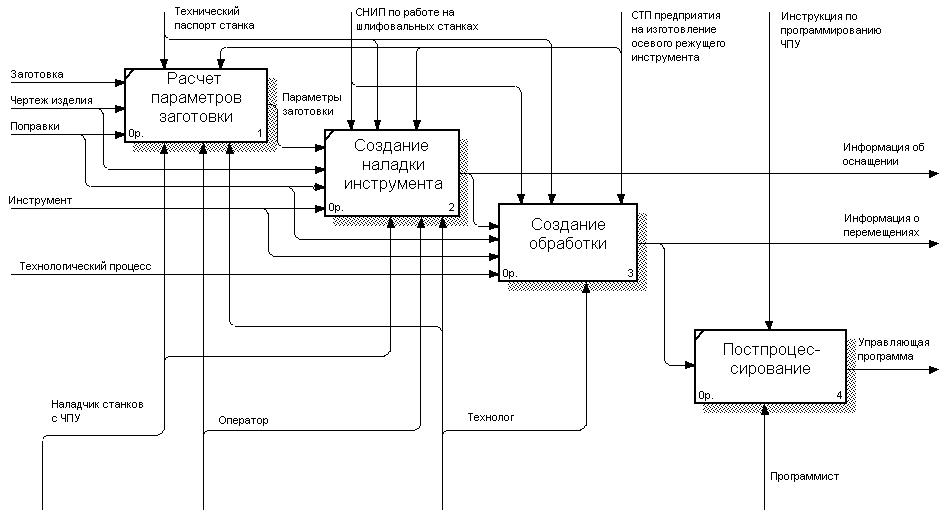 Технический
паспорт станка
СНИП по работе на
шлифовальных станках
СТП предприятия
на изготовление
осевого режущего
инструмента
Инструкция по
программированию
ЧПУ
Заготовка
Чертеж изделия
Поправки
Расчет
параметров
заготовки
0р. 1
Параметры
заготовки
Создание
наладки
инструмента
0р. 2
Информация об
оснащении
Инструмент
Создание
обработки
0р. 3
Информация о
перемещениях
Технологический процесс
Постпроцес-
сирование
0р. 4
Управляющая
программа
Наладчик станков
с ЧПУ
Оператор
Технолог
Программист